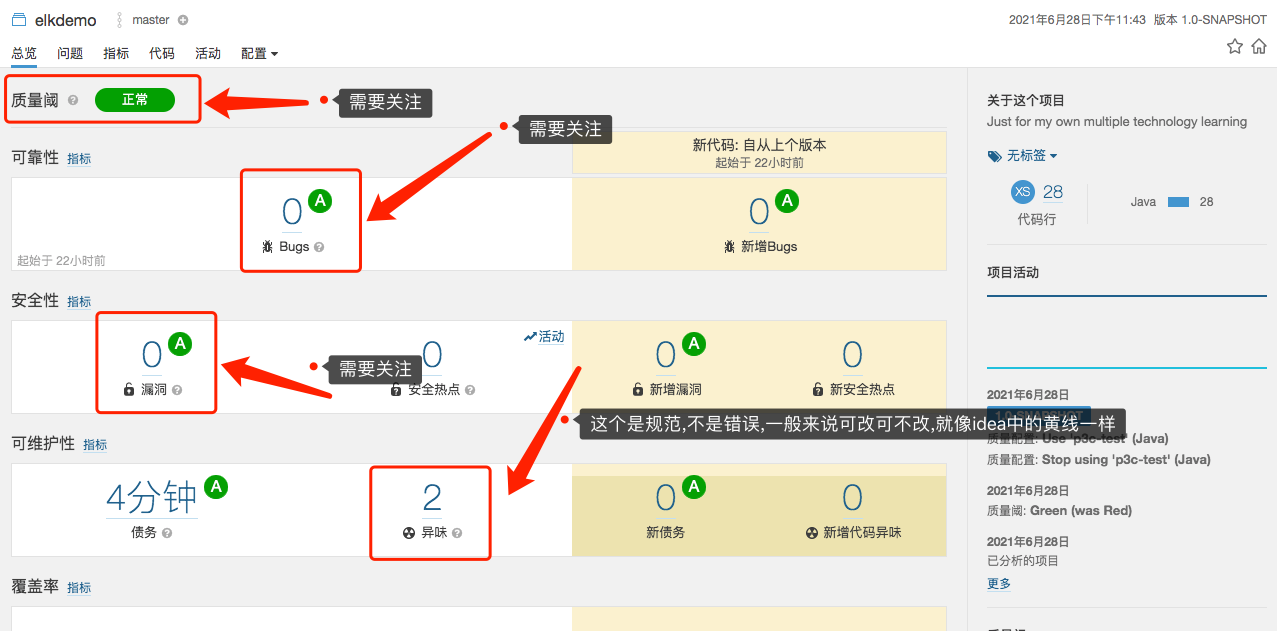 elkdemo master 2021年6月28日下午11:43 版本 1.0-SNAPSHOT
总览 问题 指标 代码 活动 配置
质量阈 ? 正常 需要关注
关于这个项目
Just for my own multiple technology learning
需要关注
新代码: 自从上个版本
起始于 22小时前
可靠性 指标
无标签
0 A
Bugs ?
起始于 22小时前
0 A
新增Bugs
XS 28
代码行
Java 28
项目活动
安全性 指标
0 A
漏洞 ?
需要关注
活动
0
安全热点 ?
0 A
新增漏洞
0
新安全热点
这个是规范,不是错误,一般来说可改可不改,就像idea中的黄线一样
可维护性 指标
4分钟 A
债务 ?
2
异味 ?
0 A
新债务
0
新增代码异味
2021年6月28日
1.0-SNAPSHOT
质量配置: Use 'p3c-test' (Java)
质量配置: Stop using 'p3c-test' (Java)
2021年6月28日
质量阈: Green (was Red)
2021年6月28日
已分析的项目
更多
覆盖率 指标